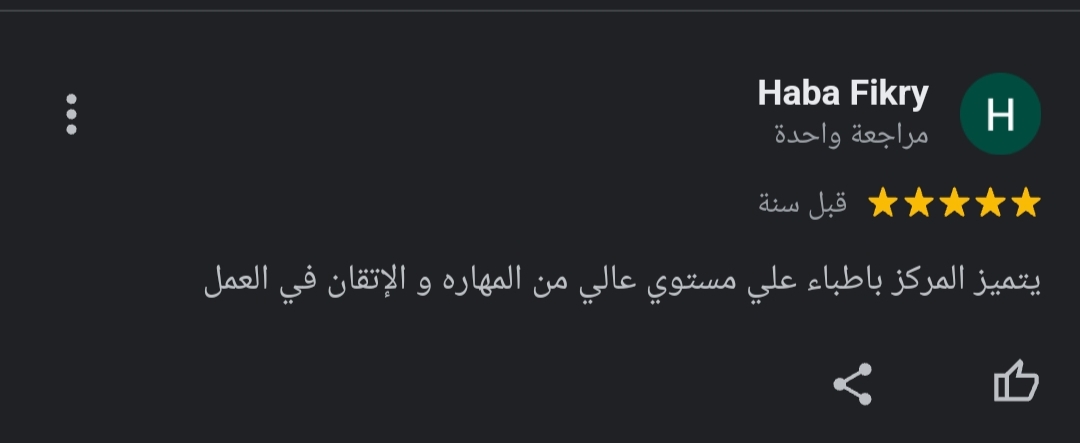 Haba Fikry
H
مراجعة واحدة
قبل سنة
يتميز المركز باطباء علي مستوي عالي من المهاره و الإتقان في العمل